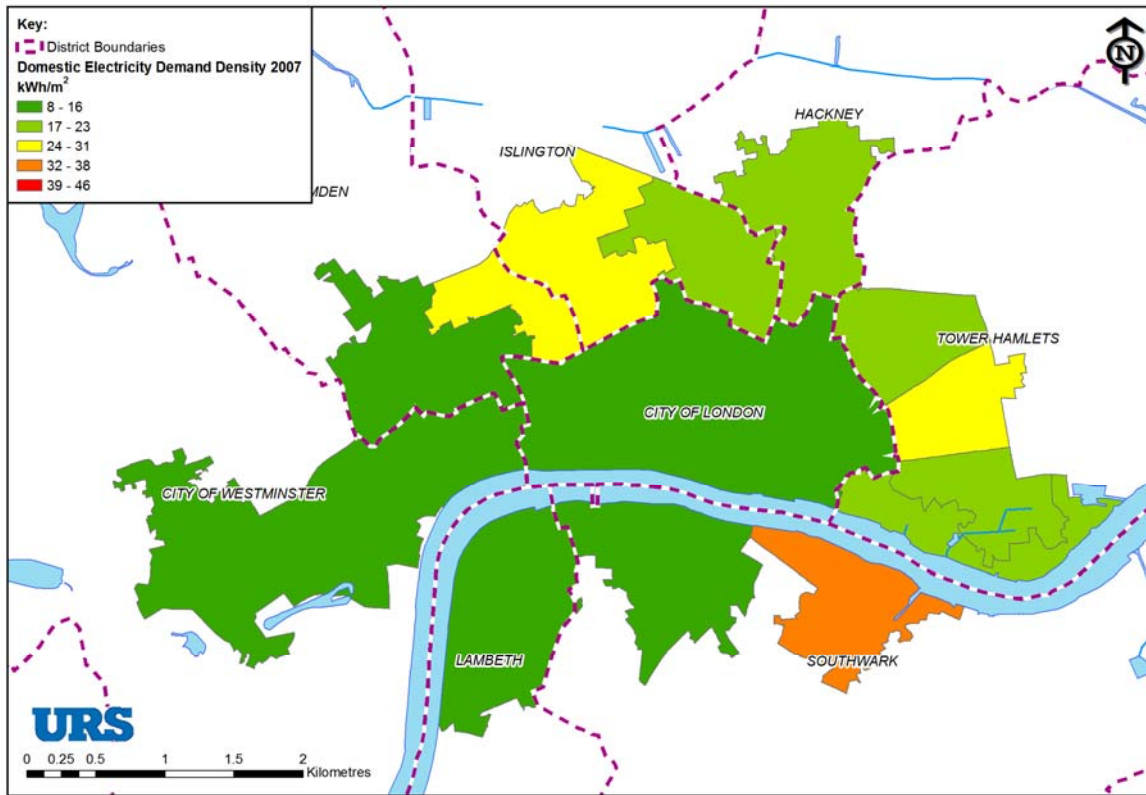 Key:
District Boundaries
Domestic Electricity Demand Density 2007
kWh/m²
8 - 16
17 - 23
24 - 31
32 - 38
39 - 46
N
HACKNEY
ISLINGTON
MDEN
TOWER HAMLETS
CITY OF LONDON
CITY OF WESTMINSTER
LAMBETH
SOUTHWARK
URS
0 0.25 0.5 1 1.5 2
Kilometres